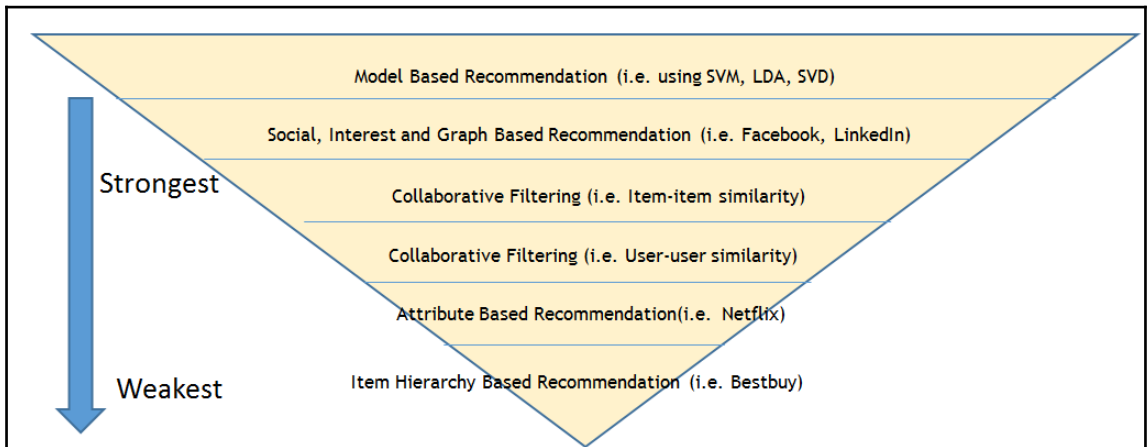 Model Based Recommendation (i.e. using SVM, LDA, SVD)
Social, Interest and Graph Based Recommendation (i.e. Facebook, LinkedIn)
Strongest
Collaborative Filtering (i.e. Item-item similarity)
Collaborative Filtering (i.e. User-user similarity)
Attribute Based Recommendation(i.e. Netflix)
Item Hierarchy Based Recommendation (i.e. Bestbuy)
Weakest